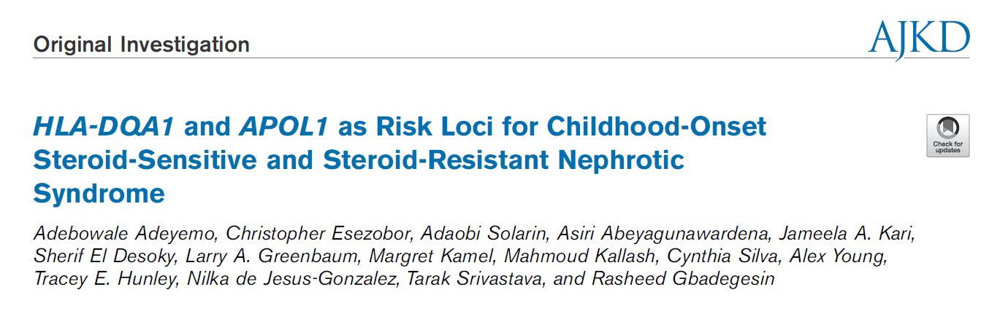 Original Investigation
AJKD
HLA-DQA1 and APOL1 as Risk Loci for Childhood-Onset
Steroid-Sensitive and Steroid-Resistant Nephrotic
Syndrome
Check for
updates
Adebowale Adeyemo, Christopher Esezobor, Adaobi Solarin, Asiri Abeyagunawardena, Jameela A. Kari,
Sherif El Desoky, Larry A. Greenbaum, Margret Kamel, Mahmoud Kallash, Cynthia Silva, Alex Young,
Tracey E. Hunley, Nilka de Jesus-Gonzalez, Tarak Srivastava, and Rasheed Gbadegesin